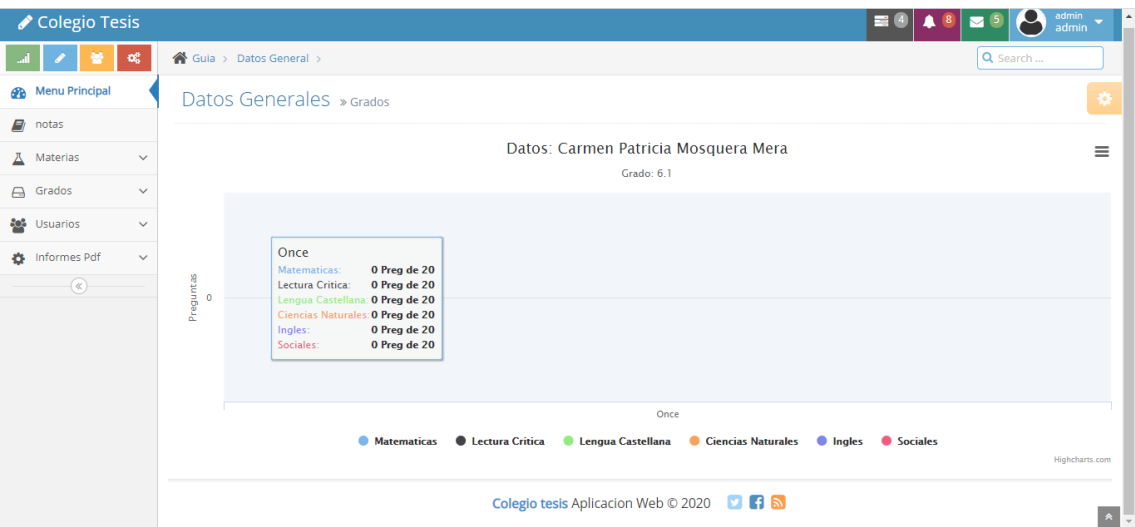 Colegio Tesis
4
8
5
admin
admin
Guia > Datos General >
Search ...
Menu Principal
notas
Materias
Grados
Usuarios
Informes Pdf
Datos Generales » Grados
Datos: Carmen Patricia Mosquera Mera
Grado: 6.1
Preguntas
0
Once
Matematicas: 0 Preg de 20
Lectura Critica: 0 Preg de 20
Lengua Castellana: 0 Preg de 20
Ciencias Naturales: 0 Preg de 20
Ingles: 0 Preg de 20
Sociales: 0 Preg de 20
Once
Matematicas Lectura Critica Lengua Castellana Ciencias Naturales Ingles Sociales
Highcharts.com
Colegio tesis Aplicacion Web © 2020